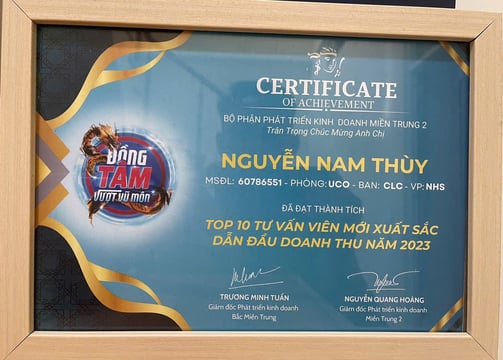 CERTIFICATE
OF ACHIEVEMENT
BỘ PHẬN PHÁT TRIỂN KINH DOANH MIỀN TRUNG 2
Trân Trọng Chúc Mừng Anh Chị
NGUYỄN NAM THÙY
MSĐL: 60786551 - PHÒNG: UCO - BAN: CLC - VP: NHS
ĐÃ ĐẠT THÀNH TÍCH
TOP 10 TƯ VẤN VIÊN MỚI XUẤT SẮC
DẪN ĐẦU DOANH THU NĂM 2023
ĐỒNG
TÂM
VƯỢT VŨ MÔN
TRƯƠNG MINH TUẤN
Giám đốc Phát triển kinh doanh
Bắc Miền Trung
NGUYỄN QUANG HOÀNG
Giám đốc Phát triển kinh doanh
Miền Trung 2